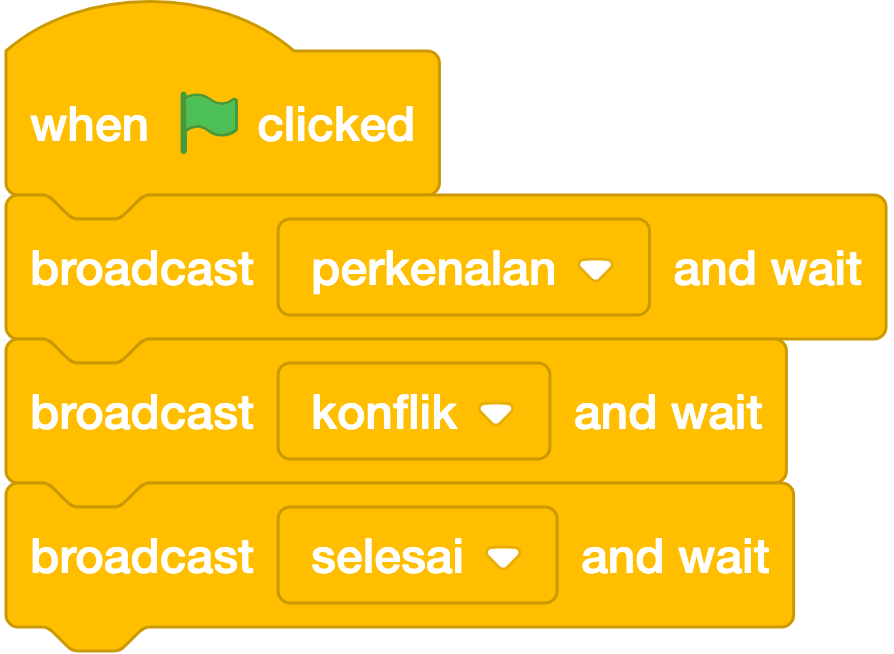 when clicked
broadcast perkenalan and wait
broadcast konflik and wait
broadcast selesai and wait